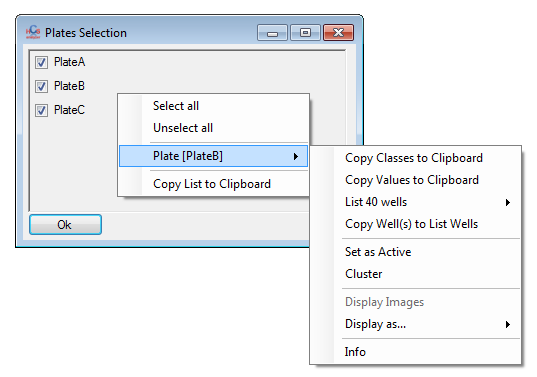 Plates Selection
PlateA
PlateB
PlateC
Select all
Unselect all
Plate [PlateB]
Copy List to Clipboard
Ok
Copy Classes to Clipboard
Copy Values to Clipboard
List 40 wells
Copy Well(s) to List Wells
Set as Active
Cluster
Display Images
Display as...
Info